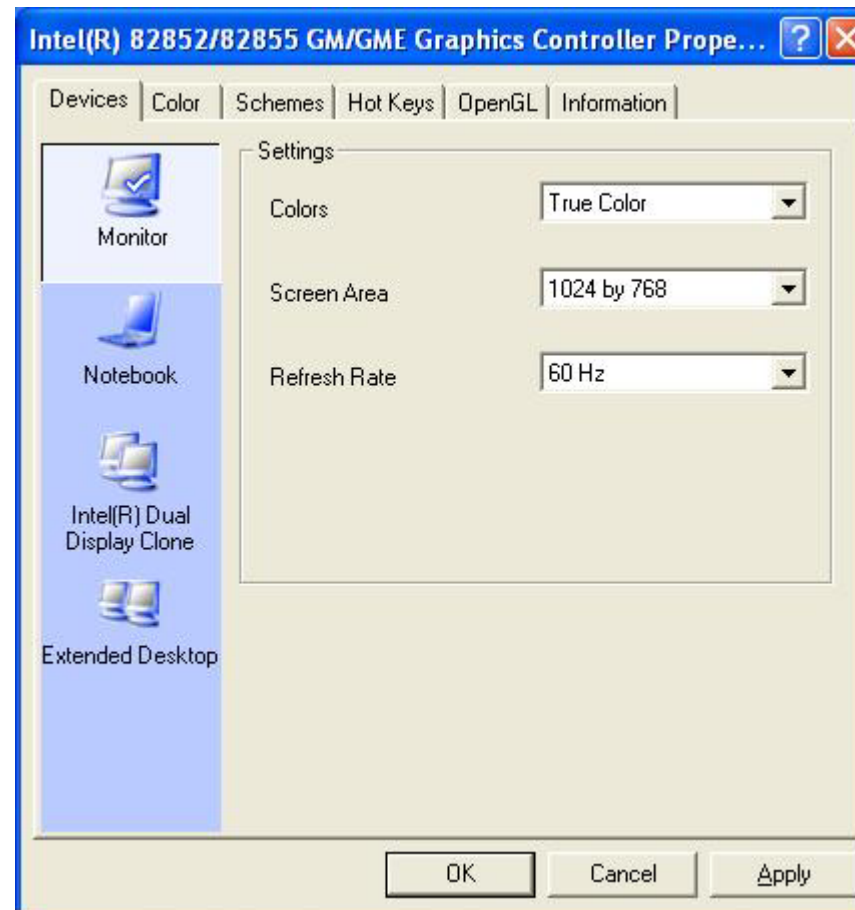 Intel(R) 82852/82855 GM/GME Graphics Controller Prope...
Devices Color Schemes Hot Keys OpenGL Information
Monitor
Notebook
Intel(R) Dual
Display Clone
Extended Desktop
Settings
Colors True Color
Screen Area 1024 by 768
Refresh Rate 60 Hz
OK Cancel Apply